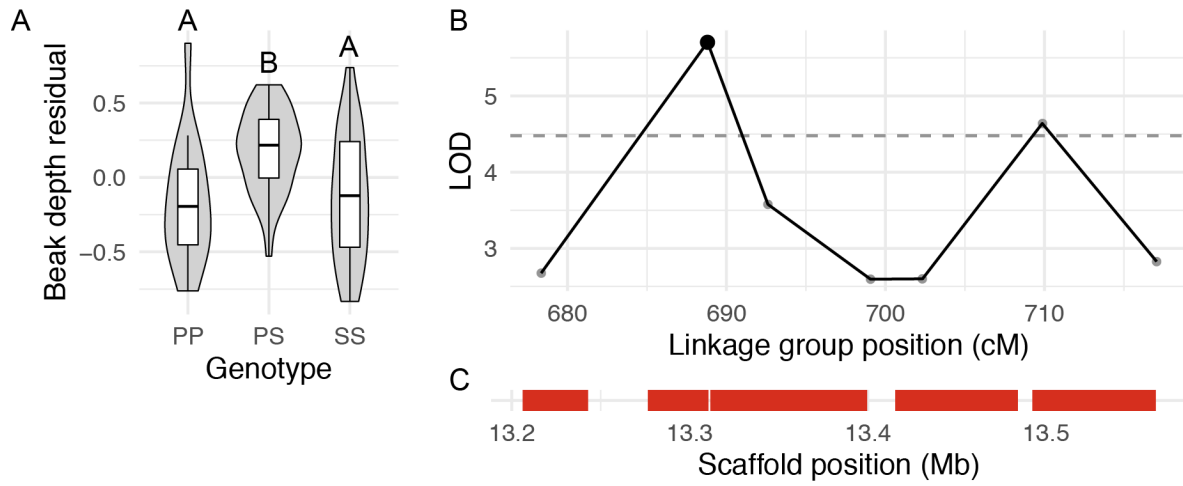 A
Beak depth residual
0.5
0.0
−0.5
A
B
A
PP
PS
SS
Genotype
B
LOD
5
4
3
680
690
700
710
Linkage group position (cM)
C
13.2
13.3
13.4
13.5
Scaffold position (Mb)